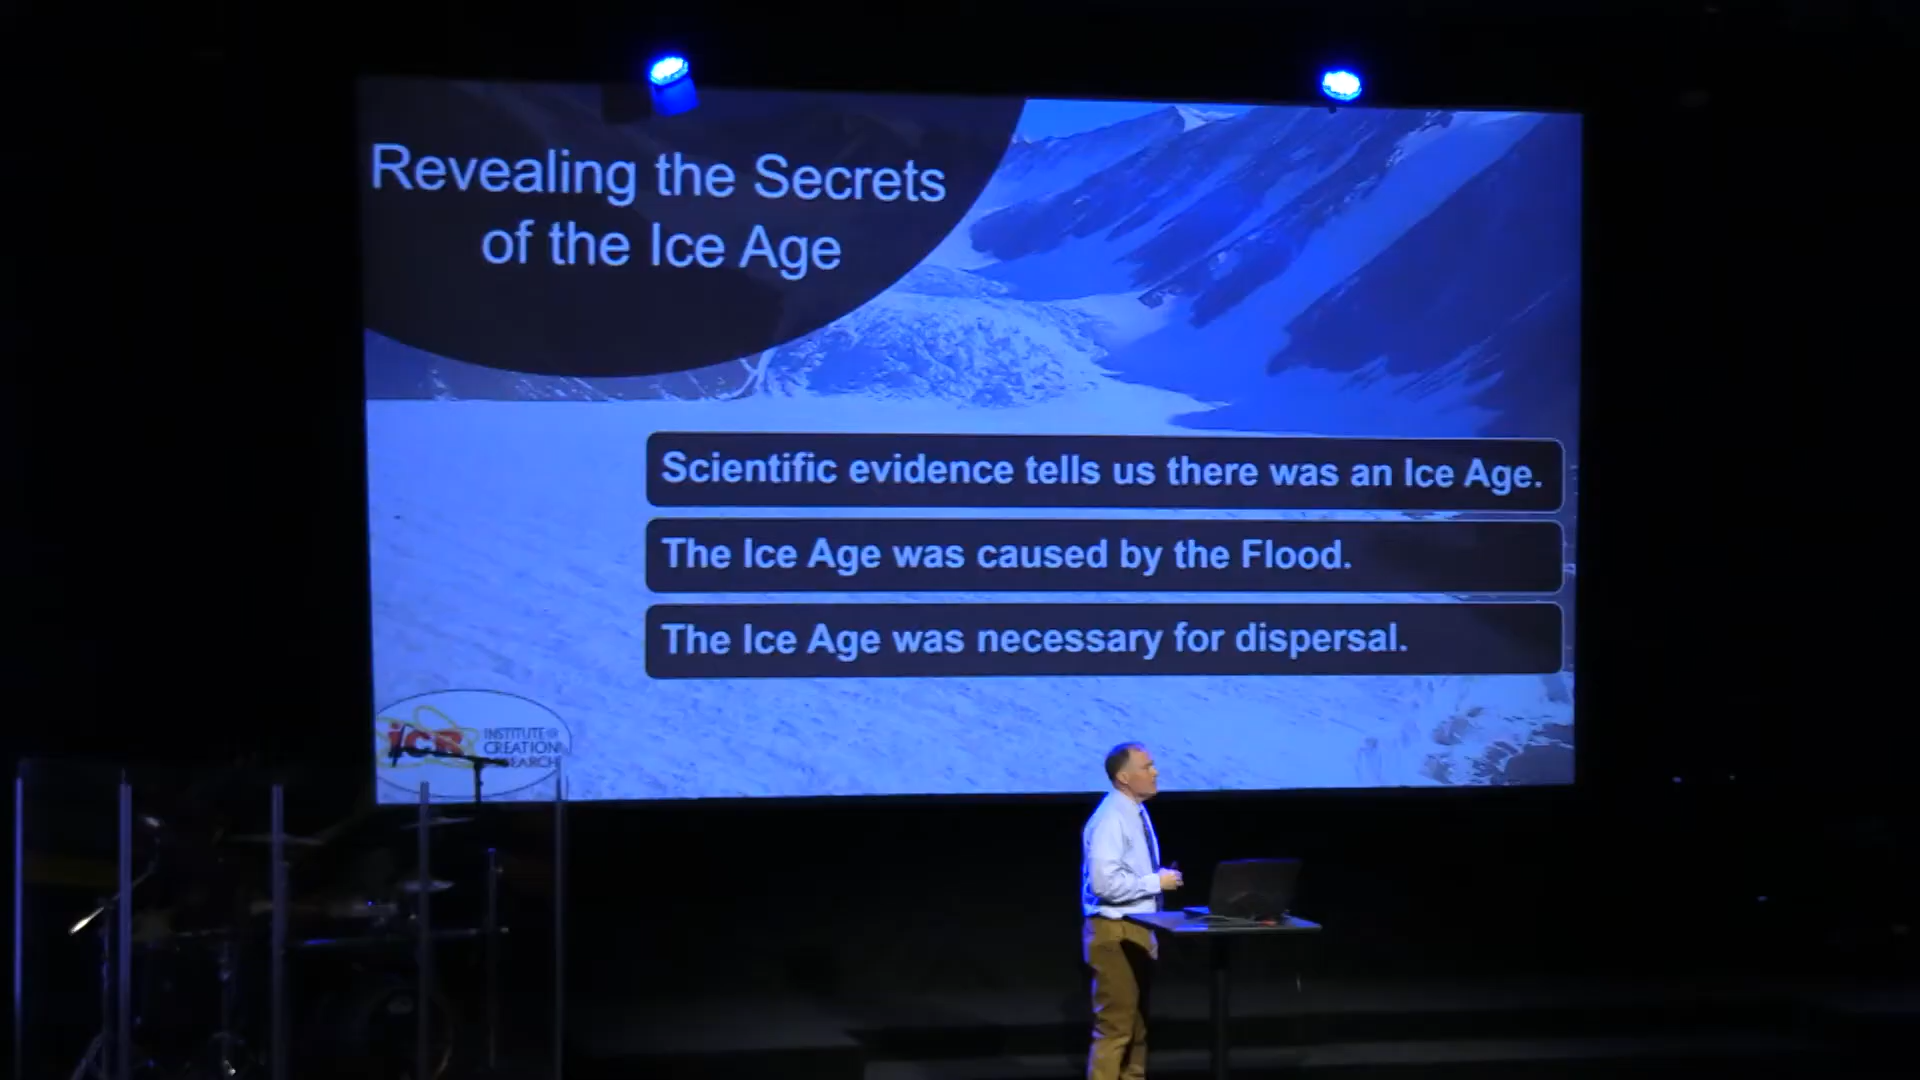 Revealing the Secrets
of the Ice Age
Scientific evidence tells us there was an Ice Age.
The Ice Age was caused by the Flood.
The Ice Age was necessary for dispersal.
iCR
INSTITUTE
CREATION